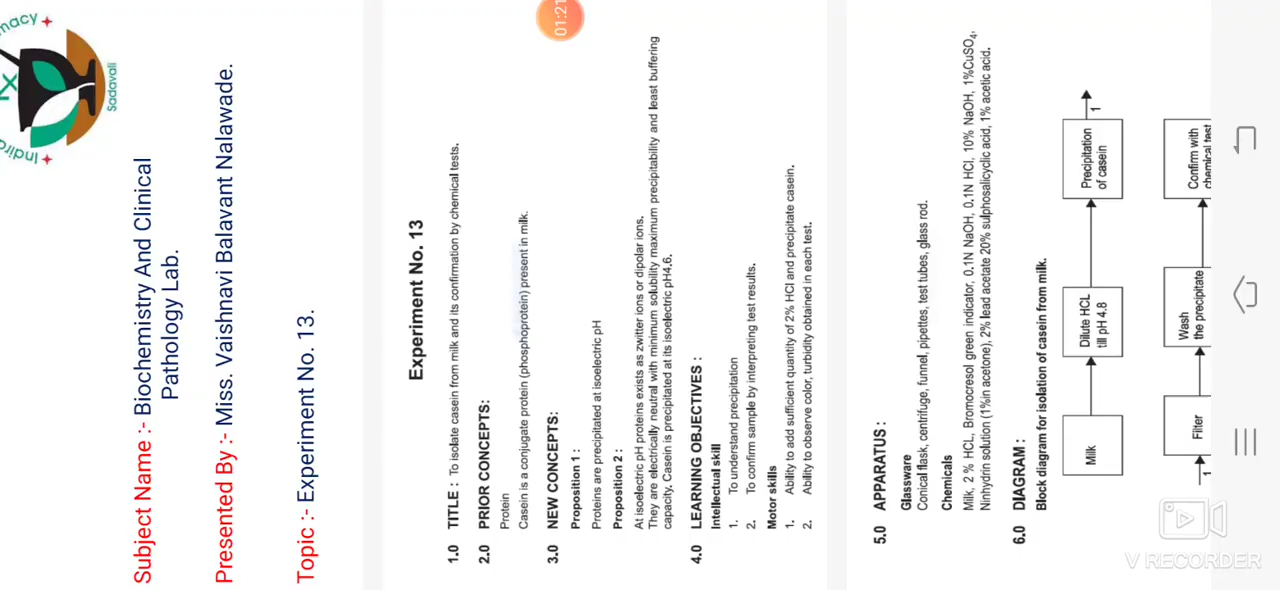 macy
Indira
Sadavali
Subject Name :- Biochemistry And Clinical
Pathology Lab.
Presented By :- Miss. Vaishnavi Balavant Nalawade.
Topic :- Experiment No. 13.
01:21
Experiment No. 13
1.0 TITLE : To isolate casein from milk and its confirmation by chemical tests.
2.0 PRIOR CONCEPTS:
Protein
Casein is a conjugate protein (phosphoprotein) present in milk.
3.0 NEW CONCEPTS:
Proposition 1 :
Proteins are precipitated at isoelectric pH
Proposition 2 :
At isoelectric pH proteins exists as zwitter ions or dipolar ions.
They are electrically neutral with minimum solubility maximum precipitability and least buffering
capacity, Casein is precipitated at its isoelectric pH4.6.
4.0 LEARNING OBJECTIVES :
Intellectual skill
1. To understand precipitation
2. To confirm sample by interpreting test results.
Motor skills
1. Ability to add sufficient quantity of 2% HCl and precipitate casein.
2. Ability to observe color, turbidity obtained in each test.
5.0 APPARATUS :
Glassware
Conical flask, centrifuge, funnel, pipettes, test tubes, glass rod.
Chemicals
Milk, 2 % HCL, Bromocresol green indicator, 0.1N NaOH, 0.1N HCl, 10% NaOH, 1%CuSO4,
Ninhydrin solution (1%in acetone), 2% lead acetate 20% sulphosalicyclic acid, 1% acetic acid.
6.0 DIAGRAM :
Block diagram for isolation of casein from milk.
Milk
Dilute HCL
till pH 4.8
Precipitation
of casein
1
1
Filter
Wash
the precipitate
Confirm with
chemical test
V RECORDER